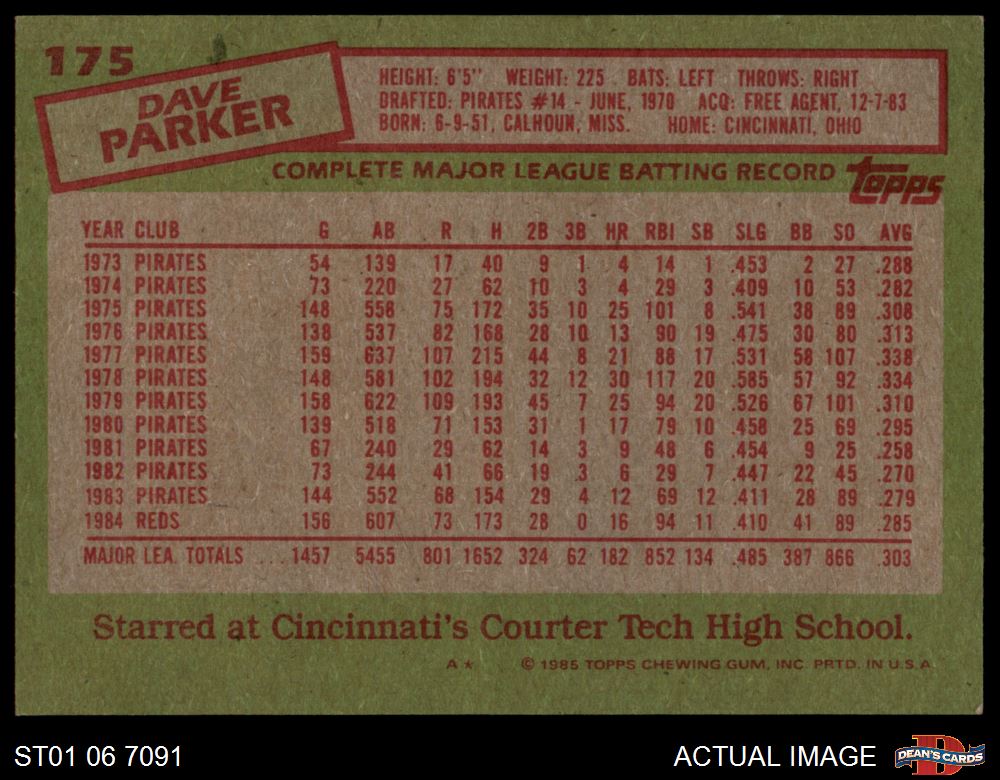 175
DAVE
PARKER
HEIGHT: 6'5" WEIGHT: 225 BATS: LEFT THROWS: RIGHT
DRAFTED: PIRATES #14 - JUNE, 1970 ACQ: FREE AGENT, 12-7-83
BORN: 6-9-51, CALHOUN, MISS. HOME: CINCINNATI, OHIO
COMPLETE MAJOR LEAGUE BATTING RECORD
Topps
YEAR CLUB G AB R H 2B 3B HR RBI SB SLG BB SO AVG
1973 PIRATES 54 139 17 40 9 1 4 14 1 .453 2 27 .288
1974 PIRATES 73 220 27 62 10 3 4 29 3 .409 10 53 .282
1975 PIRATES 148 558 75 172 35 10 25 101 8 .541 38 89 .308
1976 PIRATES 138 537 82 168 28 10 13 90 19 .475 30 80 .313
1977 PIRATES 159 637 107 215 44 8 21 88 17 .531 58 107 .338
1978 PIRATES 148 581 102 194 32 12 30 117 20 .585 57 92 .334
1979 PIRATES 158 622 109 193 45 7 25 94 20 .526 67 101 .310
1980 PIRATES 139 518 71 153 31 1 17 79 10 .458 25 69 .295
1981 PIRATES 67 240 29 62 14 3 9 48 6 .454 9 25 .258
1982 PIRATES 73 244 41 66 19 3 6 29 7 .447 22 45 .270
1983 PIRATES 144 552 68 154 29 4 12 69 12 .411 28 89 .279
1984 REDS 156 607 73 173 28 0 16 94 11 .410 41 89 .285
MAJOR LEA. TOTALS ... 1457 5455 801 1652 324 62 182 852 134 .485 387 866 .303
Starred at Cincinnati's Courter Tech High School.
A* © 1985 TOPPS CHEWING GUM, INC. PRTD. IN U.S.A.
ST01 06 7091
ACTUAL IMAGE
D
DEAN'S CARDS